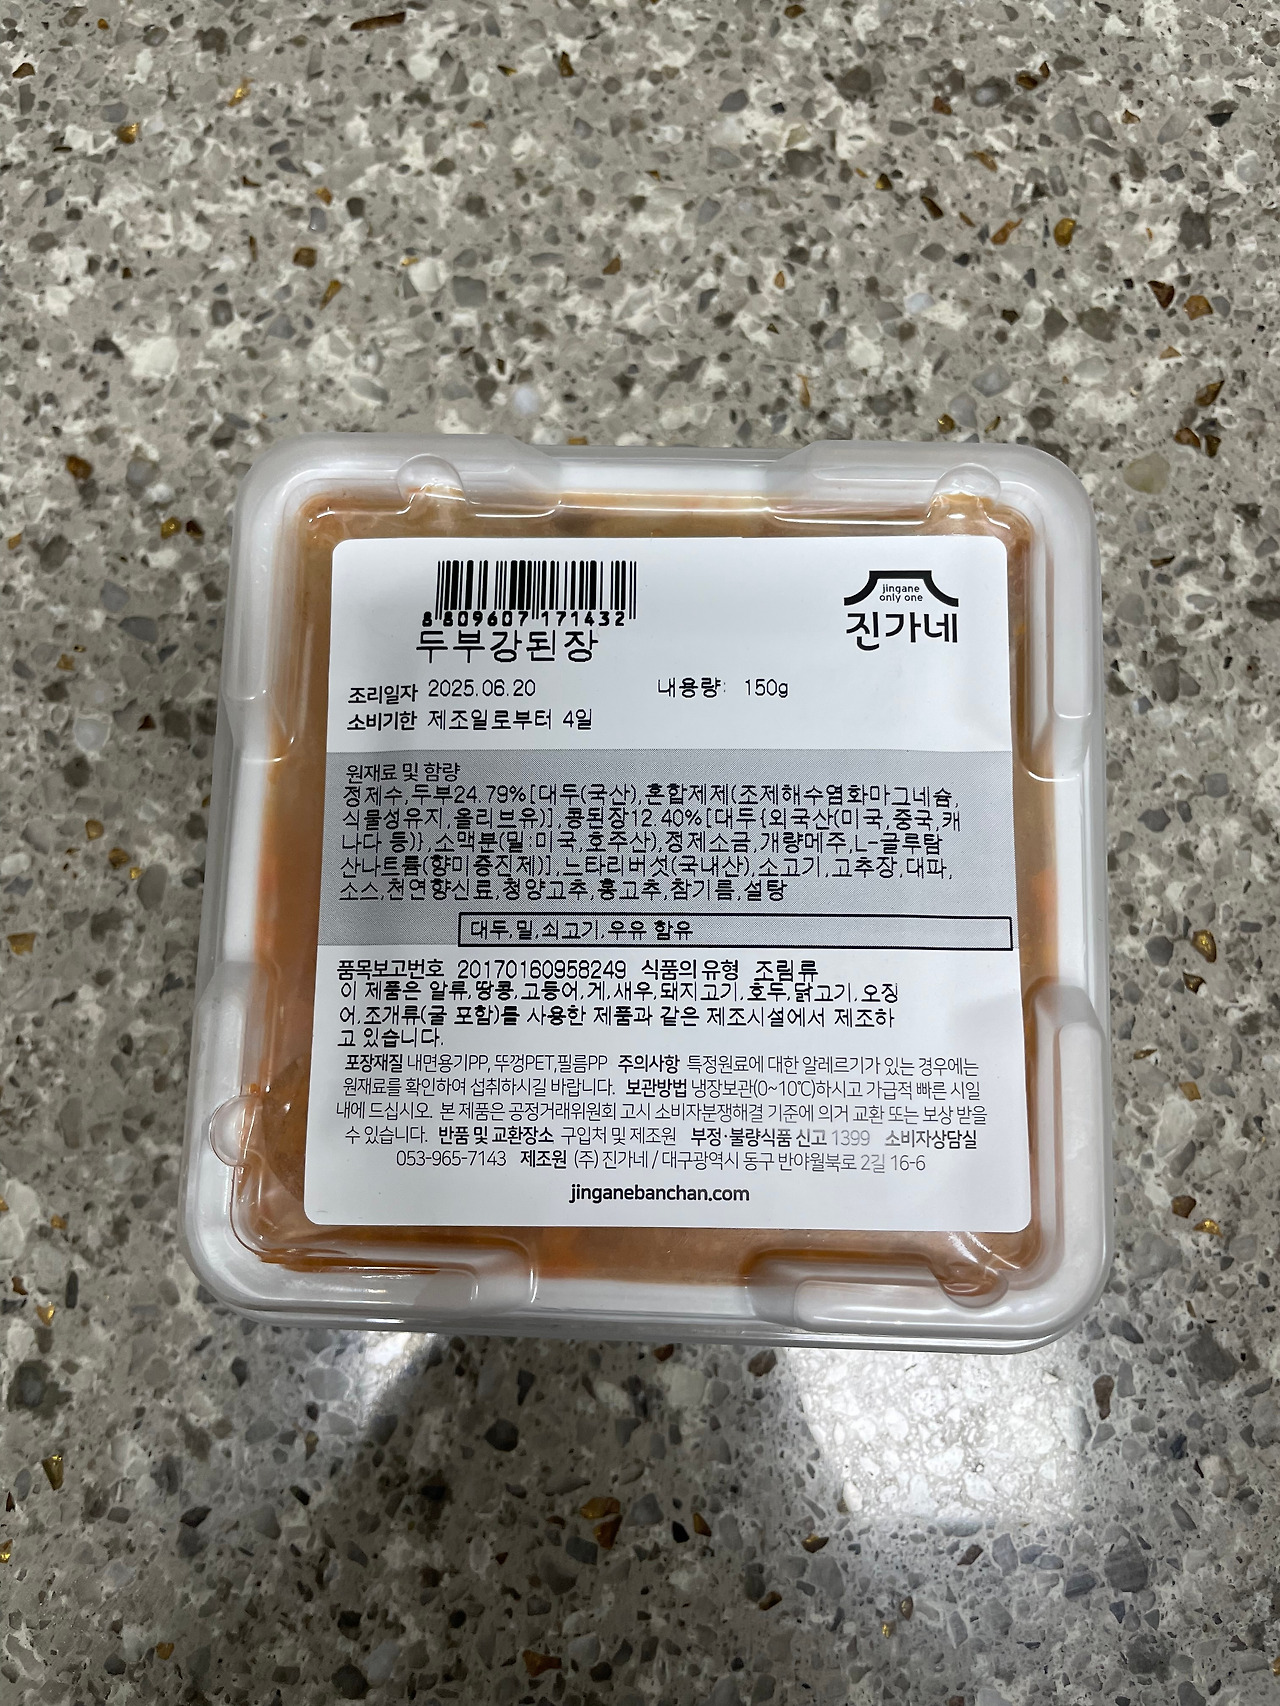 8 809607 171432
jingane
only one
진가네
두부강된장
조리일자 2025.06.20 내용량: 150g
소비기한 제조일로부터 4일
원재료 및 함량
정제수,두부24.79%[대두(국산),혼합제제(조제해수염화마그네슘,
식물성유지,올리브유)],콩된장12.40%[대두{외국산(미국,중국,캐
나다 등)},소맥분(밀:미국,호주산),정제소금,개량메주,L-글루탐
산나트륨(향미증진제)],느타리버섯(국내산),소고기,고추장,대파,
소스,천연향신료,청양고추,홍고추,참기름,설탕
대두,밀,쇠고기,우유 함유
품목보고번호 20170160958249 식품의 유형 조림류
이 제품은 알류,땅콩,고등어,게,새우,돼지고기,호두,닭고기,오징
어,조개류(굴 포함)를 사용한 제품과 같은 제조시설에서 제조하
고 있습니다.
포장재질 내면용기PP, 뚜껑PET,필름PP 주의사항 특정원료에 대한 알레르기가 있는 경우에는
원재료를 확인하여 섭취하시길 바랍니다. 보관방법 냉장보관(0~10℃)하시고 가급적 빠른 시일
내에 드십시오. 본 제품은 공정거래위원회 고시 소비자분쟁해결 기준에 의거 교환 또는 보상 받을
수 있습니다. 반품 및 교환장소 구입처 및 제조원 부정·불량식품 신고 1399 소비자상담실
053-965-7143 제조원 (주)진가네 / 대구광역시 동구 반야월북로 2길 16-6
jinganebanchan.com